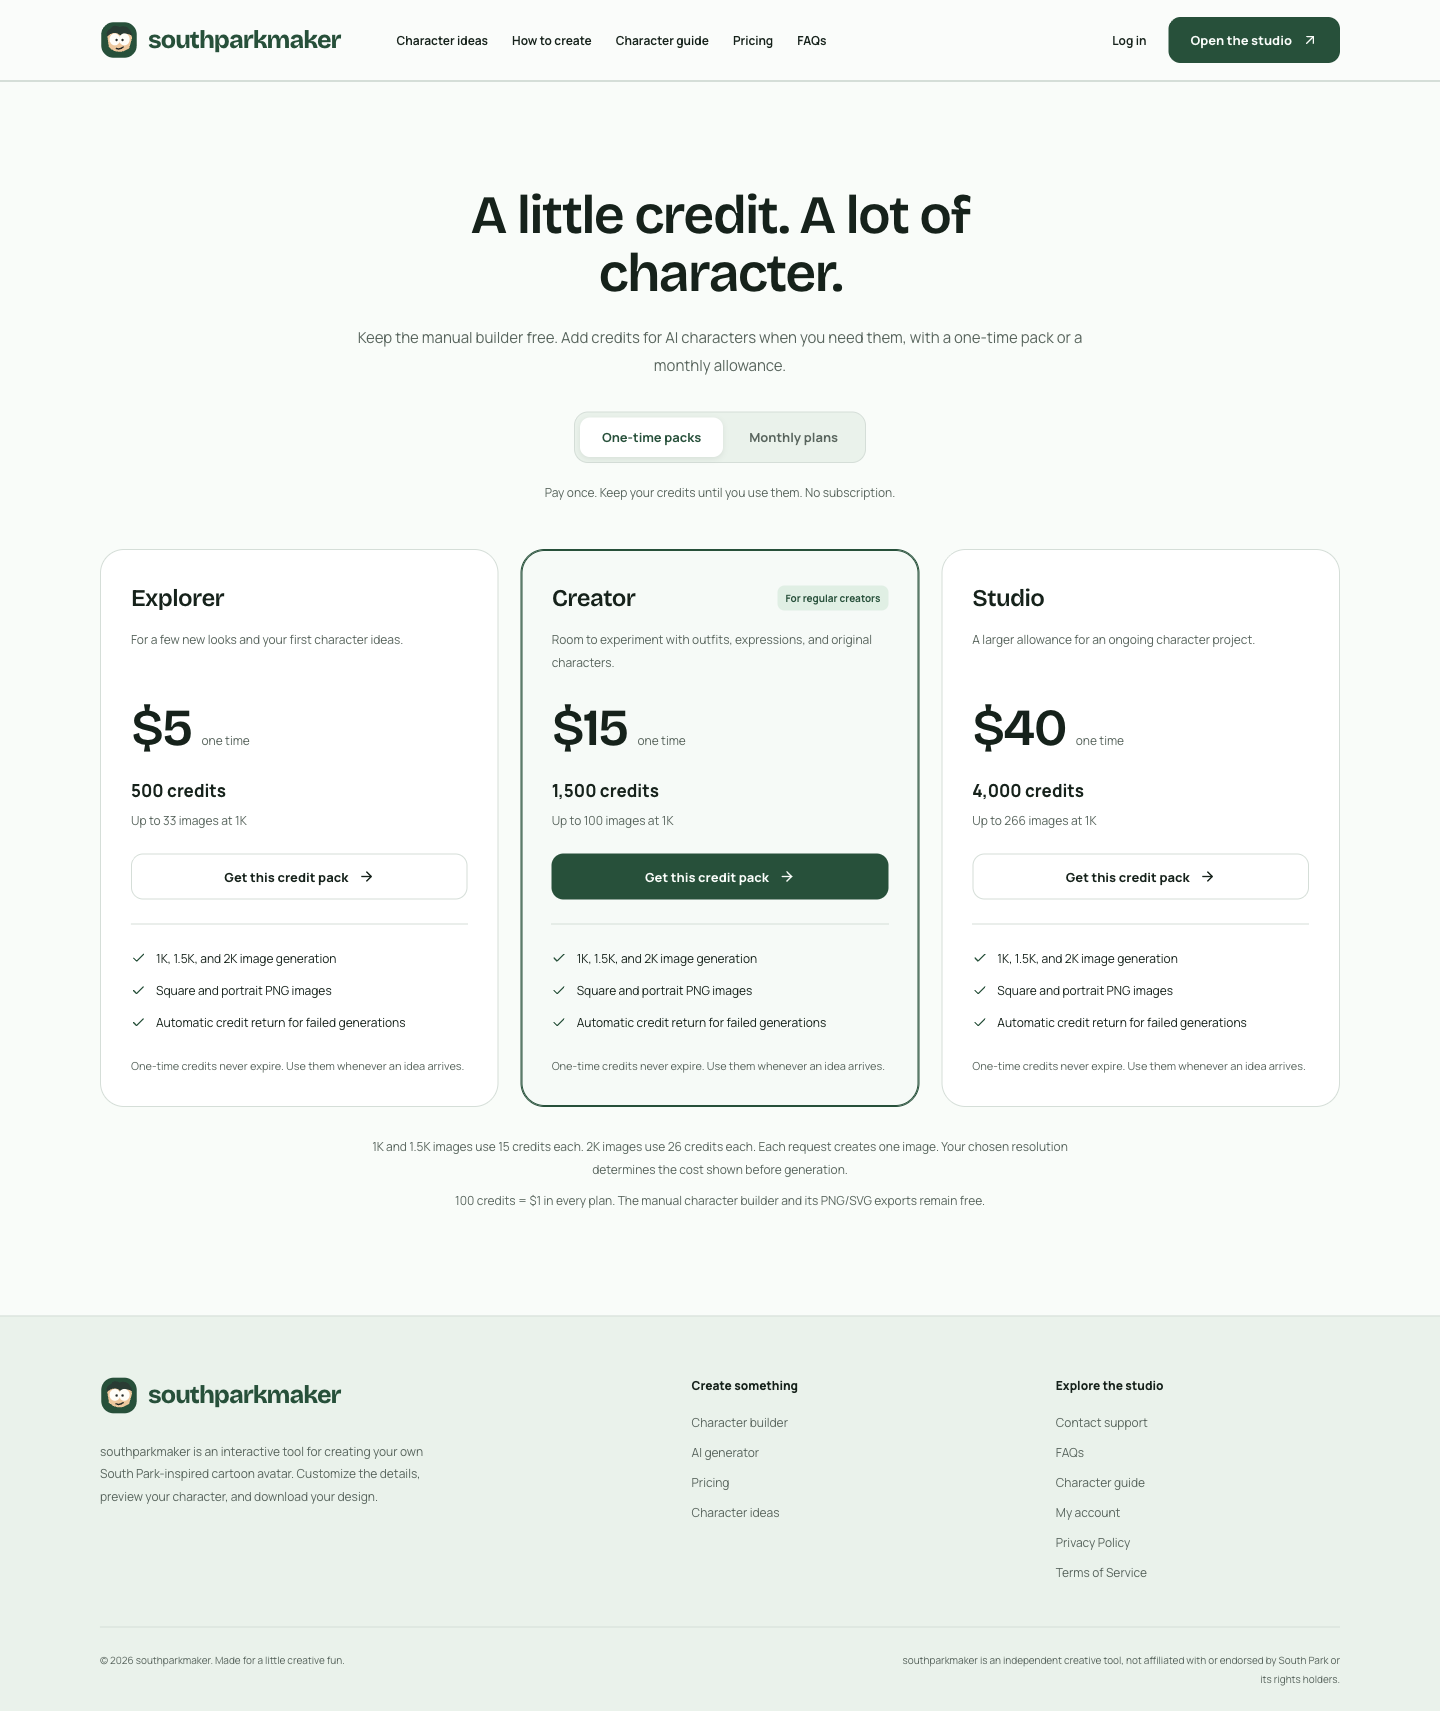 southparkmaker
Character ideas
How to create
Character guide
Pricing
FAQs
Log in
Open the studio
A little credit. A lot of
character.
Keep the manual builder free. Add credits for AI characters when you need them, with a one-time pack or a
monthly allowance.
One-time packs
Monthly plans
Pay once. Keep your credits until you use them. No subscription.
Explorer
For a few new looks and your first character ideas.
$5 one time
500 credits
Up to 33 images at 1K
Get this credit pack
1K, 1.5K, and 2K image generation
Square and portrait PNG images
Automatic credit return for failed generations
One-time credits never expire. Use them whenever an idea arrives.
Creator
For regular creators
Room to experiment with outfits, expressions, and original
characters.
$15 one time
1,500 credits
Up to 100 images at 1K
Get this credit pack
1K, 1.5K, and 2K image generation
Square and portrait PNG images
Automatic credit return for failed generations
One-time credits never expire. Use them whenever an idea arrives.
Studio
A larger allowance for an ongoing character project.
$40 one time
4,000 credits
Up to 266 images at 1K
Get this credit pack
1K, 1.5K, and 2K image generation
Square and portrait PNG images
Automatic credit return for failed generations
One-time credits never expire. Use them whenever an idea arrives.
1K and 1.5K images use 15 credits each. 2K images use 26 credits each. Each request creates one image. Your chosen resolution
determines the cost shown before generation.
100 credits = $1 in every plan. The manual character builder and its PNG/SVG exports remain free.
southparkmaker
southparkmaker is an interactive tool for creating your own
South Park-inspired cartoon avatar. Customize the details,
preview your character, and download your design.
Create something
Character builder
AI generator
Pricing
Character ideas
Explore the studio
Contact support
FAQs
Character guide
My account
Privacy Policy
Terms of Service
© 2026 southparkmaker. Made for a little creative fun.
southparkmaker is an independent creative tool, not affiliated with or endorsed by South Park or
its rights holders.